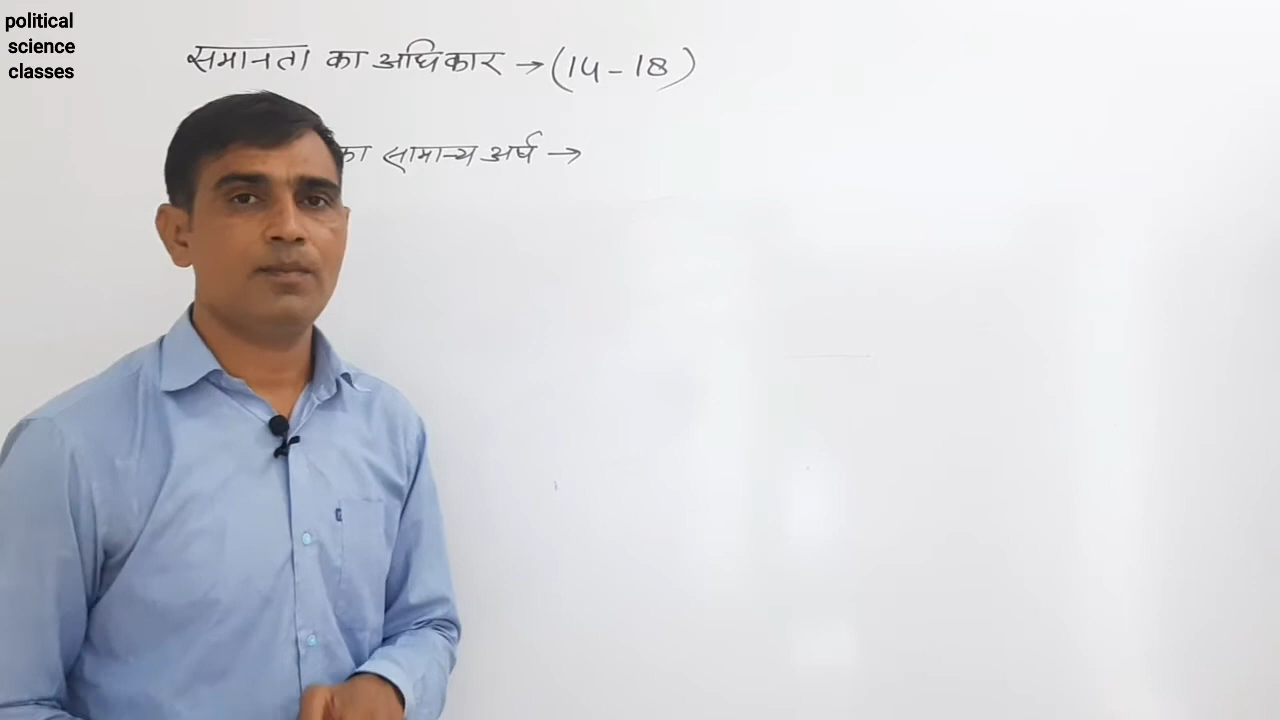 political
science
classes
समानता का अधिकार → (14 - 18)
का सामान्य अर्थ →